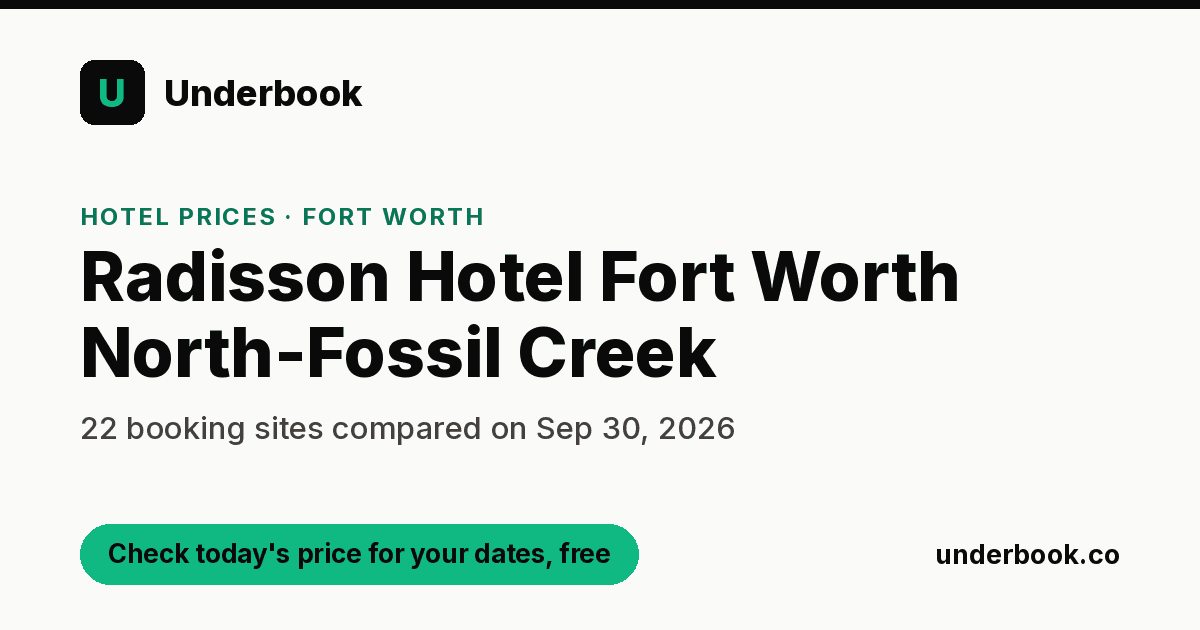 U Underbook
HOTEL PRICES · FORT WORTH
Radisson Hotel Fort Worth
North-Fossil Creek
22 booking sites compared on Sep 30, 2026
Check today's price for your dates, free
underbook.co